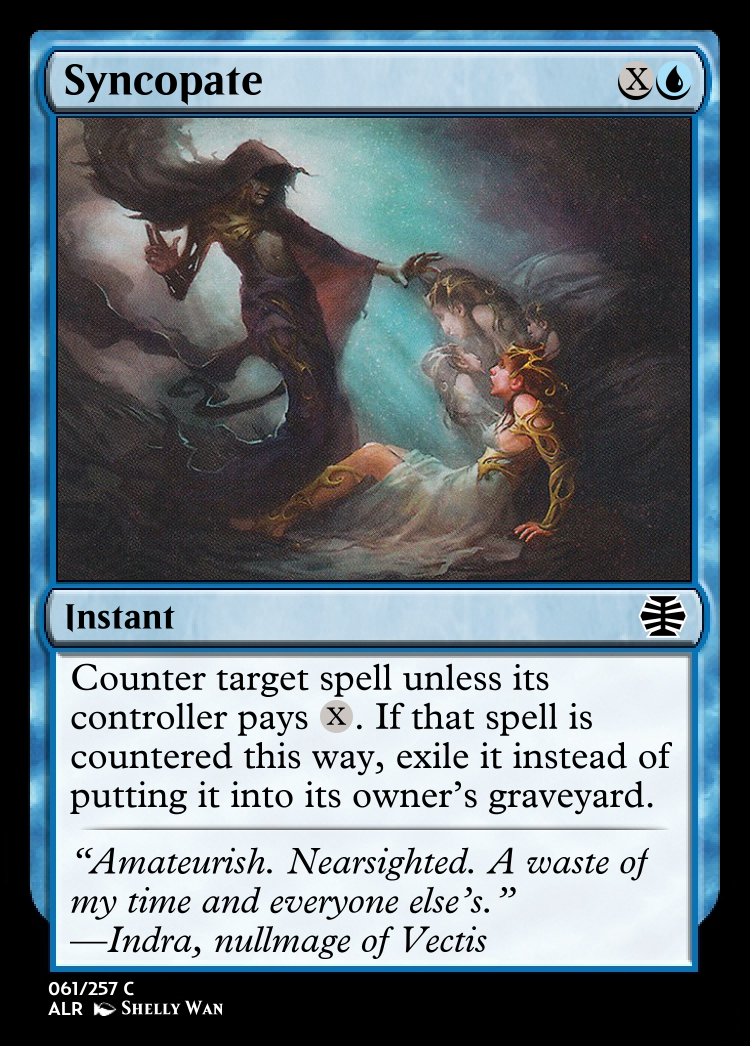 Syncopate X
Instant
Counter target spell unless its
controller pays X. If that spell is
countered this way, exile it instead of
putting it into its owner's graveyard.
“Amateurish. Nearsighted. A waste of
my time and everyone else's.”
—Indra, nullmage of Vectis
061/257 C
ALR Shelly Wan